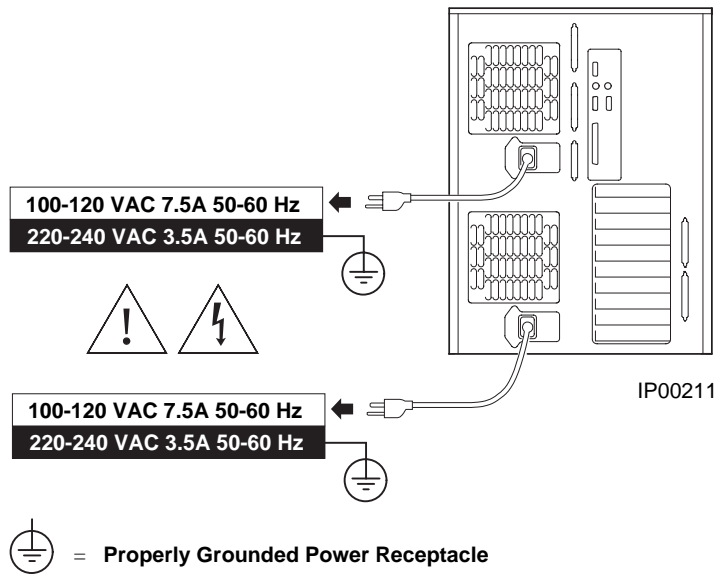 100-120 VAC 7.5A 50-60 Hz
220-240 VAC 3.5A 50-60 Hz
!
IP00211
100-120 VAC 7.5A 50-60 Hz
220-240 VAC 3.5A 50-60 Hz
= Properly Grounded Power Receptacle